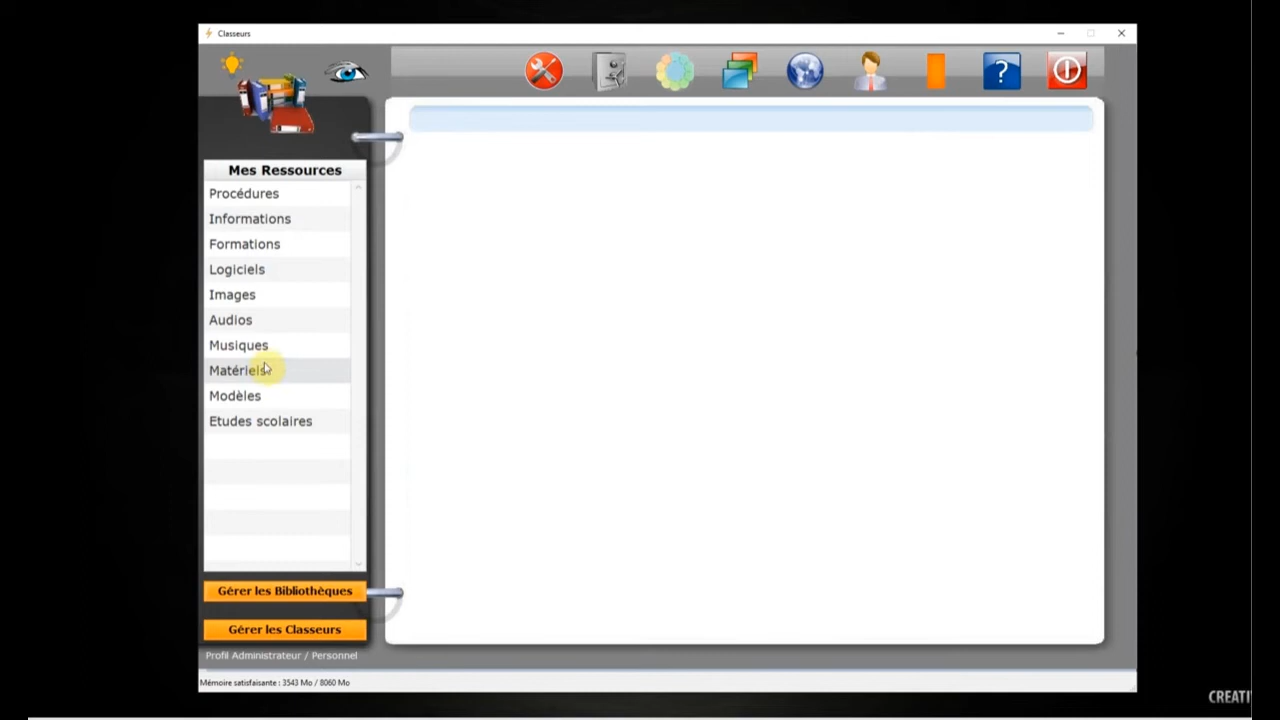 Classeurs
Mes Ressources
Procédures
Informations
Formations
Logiciels
Images
Audios
Musiques
Matériels
Modèles
Etudes scolaires
Gérer les Bibliothèques
Gérer les Classeurs
Profil Administrateur / Personnel
Mémoire satisfaisante : 3543 Mo / 8060 Mo
CREATI